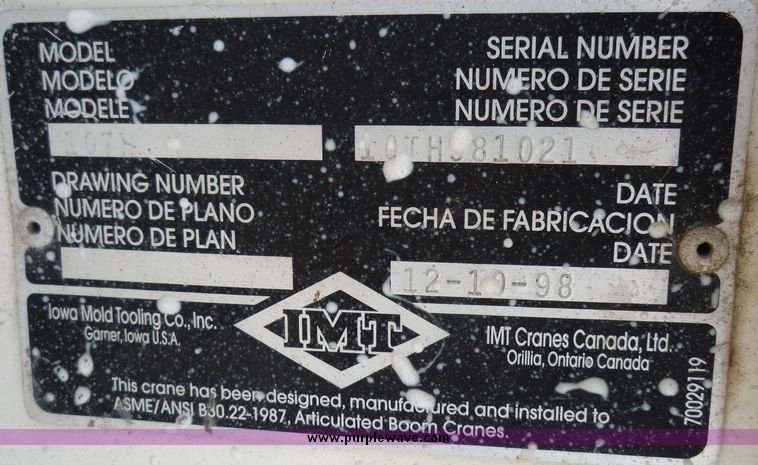 MODEL
MODELO
MODELE
10TH
SERIAL NUMBER
NUMERO DE SERIE
NUMERO DE SERIE
10TH981021
DRAWING NUMBER
NUMERO DE PLANO
NUMERO DE PLAN
DATE
FECHA DE FABRICACION
DATE
12-10-98
Iowa Mold Tooling Co., Inc.
Garner, Iowa U.S.A.
IMT
IMT Cranes Canada, Ltd.
Orillia, Ontario Canada
70029119
This crane has been designed, manufactured and installed to
ASME/ANSI B30.22-1987, Articulated Boom Cranes.
www.purplewave.com